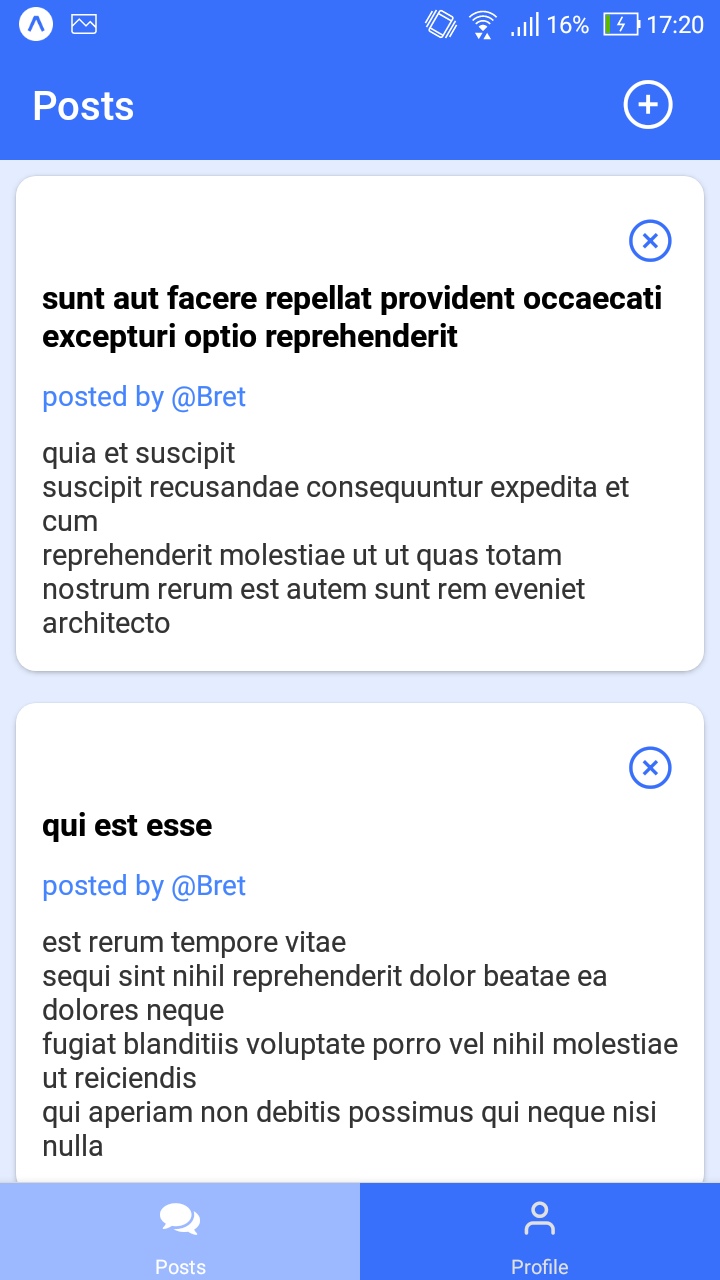 16% 17:20
Posts
sunt aut facere repellat provident occaecati
excepturi optio reprehenderit
posted by @Bret
quia et suscipit
suscipit recusandae consequuntur expedita et
cum
reprehenderit molestiae ut ut quas totam
nostrum rerum est autem sunt rem eveniet
architecto
qui est esse
posted by @Bret
est rerum tempore vitae
sequi sint nihil reprehenderit dolor beatae ea
dolores neque
fugiat blanditiis voluptate porro vel nihil molestiae
ut reiciendis
qui aperiam non debitis possimus qui neque nisi
nulla
Posts
Profile